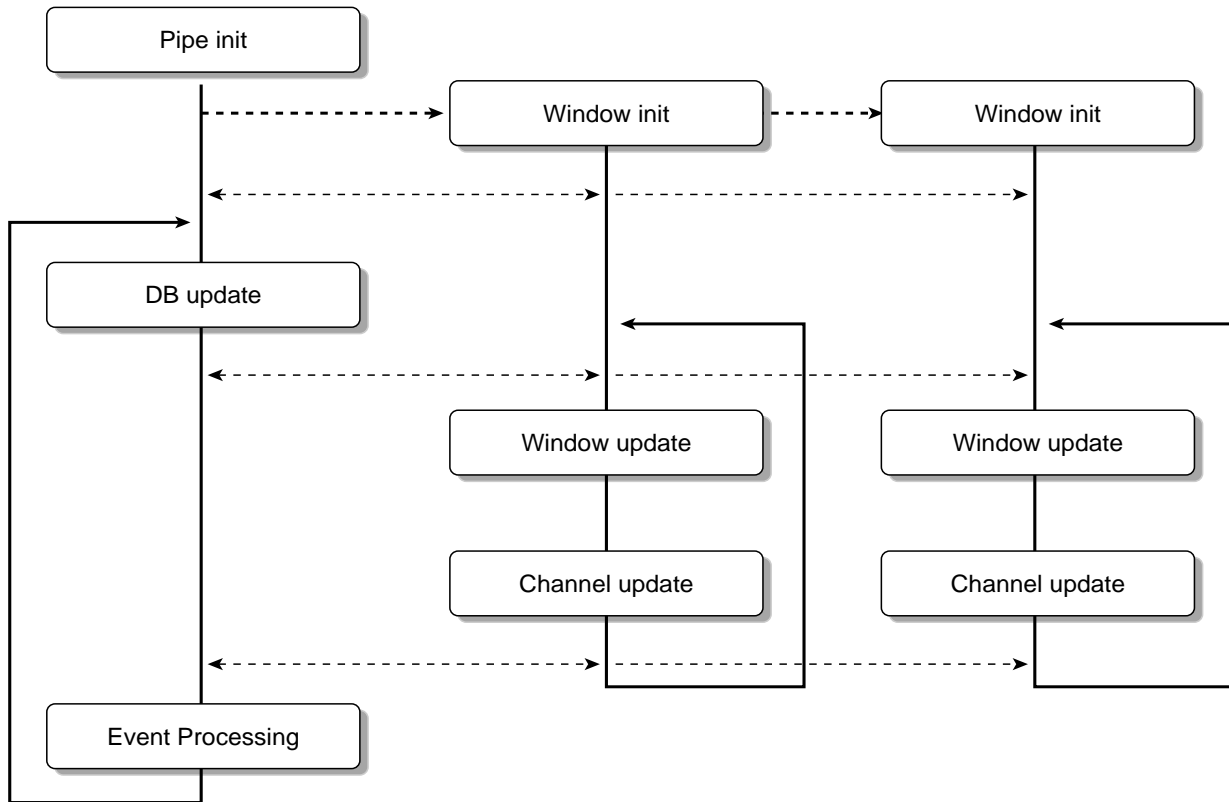 Pipe init
Window init
Window init
DB update
Window update
Window update
Channel update
Channel update
Event Processing